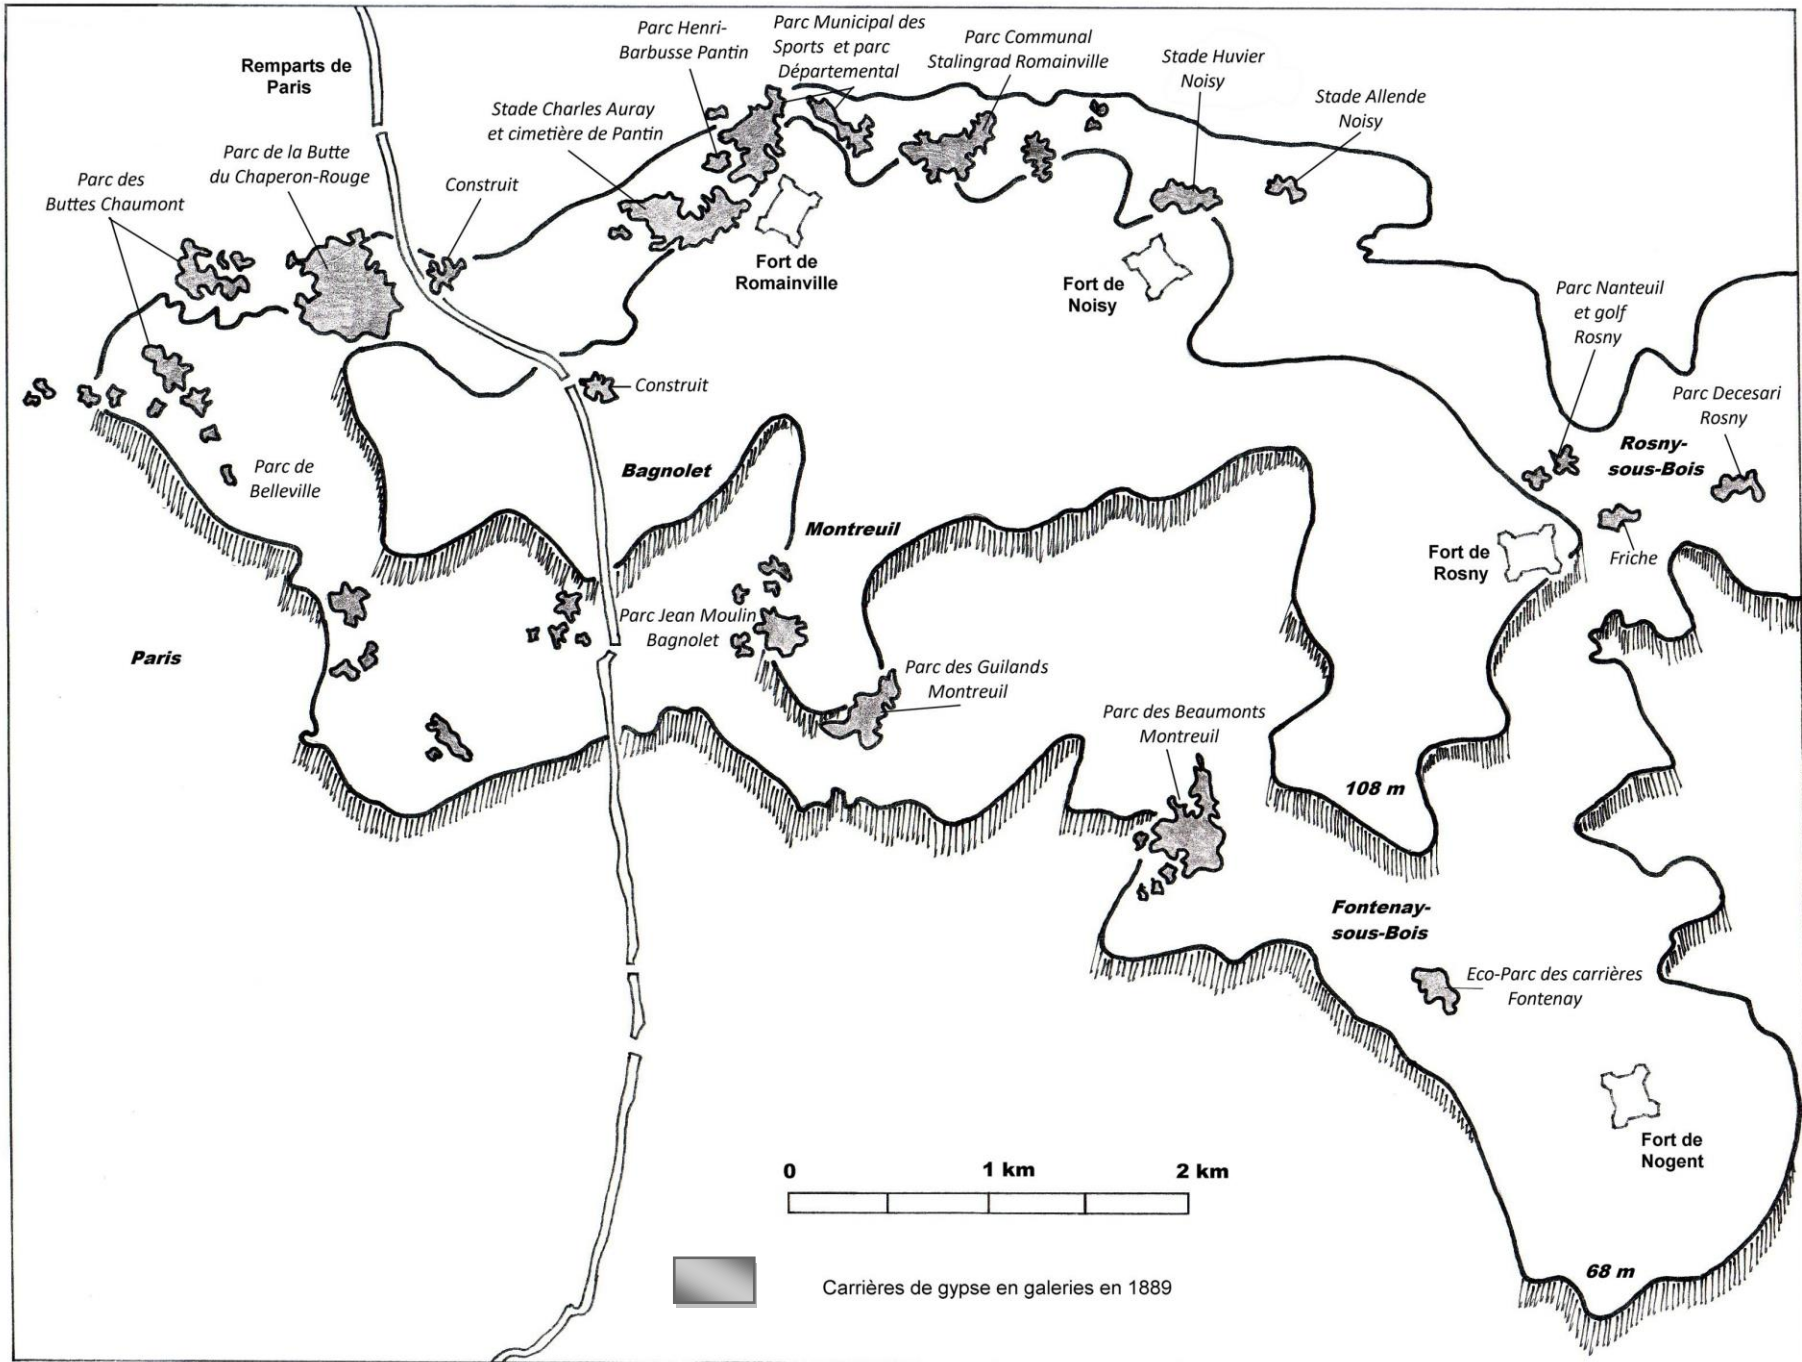 Parc Henri-
Barbusse Pantin
Parc Municipal des
Sports et parc
Départemental
Parc Communal
Stalingrad Romainville
Stade Huvier
Noisy
Stade Allende
Noisy
Remparts de
Paris
Stade Charles Auray
et cimetière de Pantin
Parc de la Butte
du Chaperon-Rouge
Parc des
Buttes Chaumont
Construit
Fort de
Romainville
Fort de
Noisy
Parc Nanteuil
et golf
Rosny
Construit
Parc Decesari
Rosny
Rosny-
sous-Bois
Bagnolet
Parc de
Belleville
Montreuil
Fort de
Rosny
Friche
Parc Jean Moulin
Bagnolet
Paris
Parc des Guilands
Montreuil
Parc des Beaumonts
Montreuil
108 m
Fontenay-
sous-Bois
Eco-Parc des carrières
Fontenay
Fort de
Nogent
0 1 km 2 km
68 m
Carrières de gypse en galeries en 1889